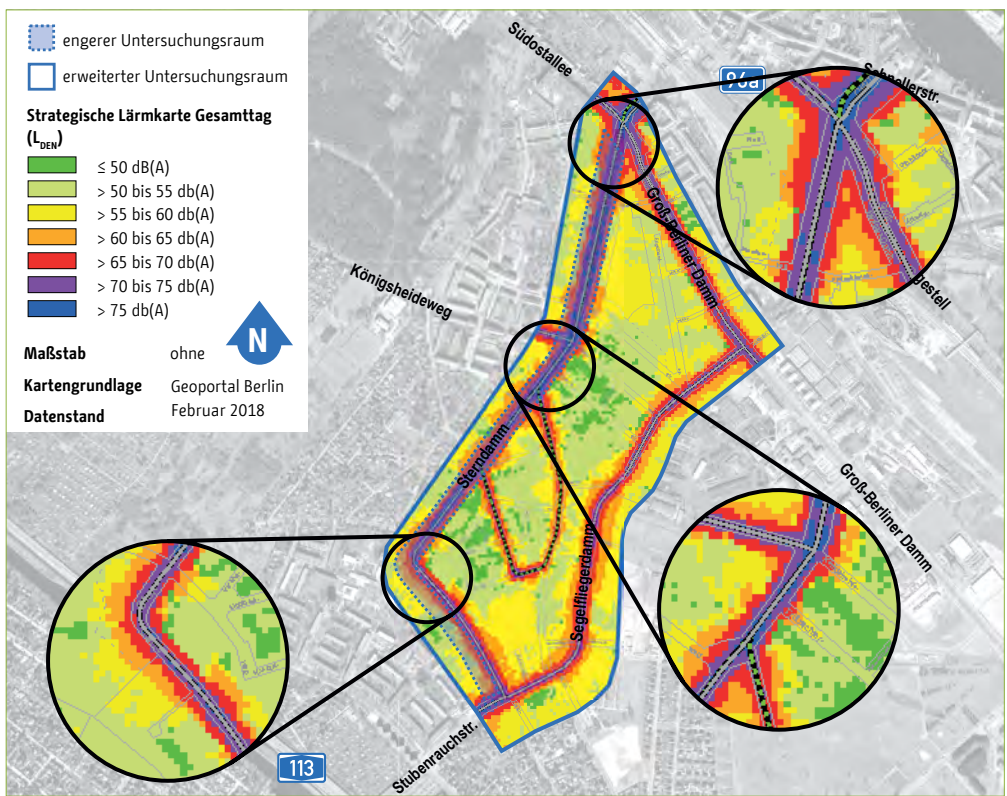 engerer Untersuchungsraum
erweiterter Untersuchungsraum
Strategische Lärmkarte Gesamttag
(L_DEN)
≤ 50 dB(A)
> 50 bis 55 db(A)
> 55 bis 60 db(A)
> 60 bis 65 db(A)
> 65 bis 70 db(A)
> 70 bis 75 db(A)
> 75 db(A)
N
Maßstab ohne
Kartengrundlage Geoportal Berlin
Datenstand Februar 2018
Südostallee
96a
Schnellerstr.
Groß-Berliner Damm
gestell
Königsheideweg
Sterndamm
Groß-Berliner Damm
Segelfliegerdamm
Stubenrauchstr.
113